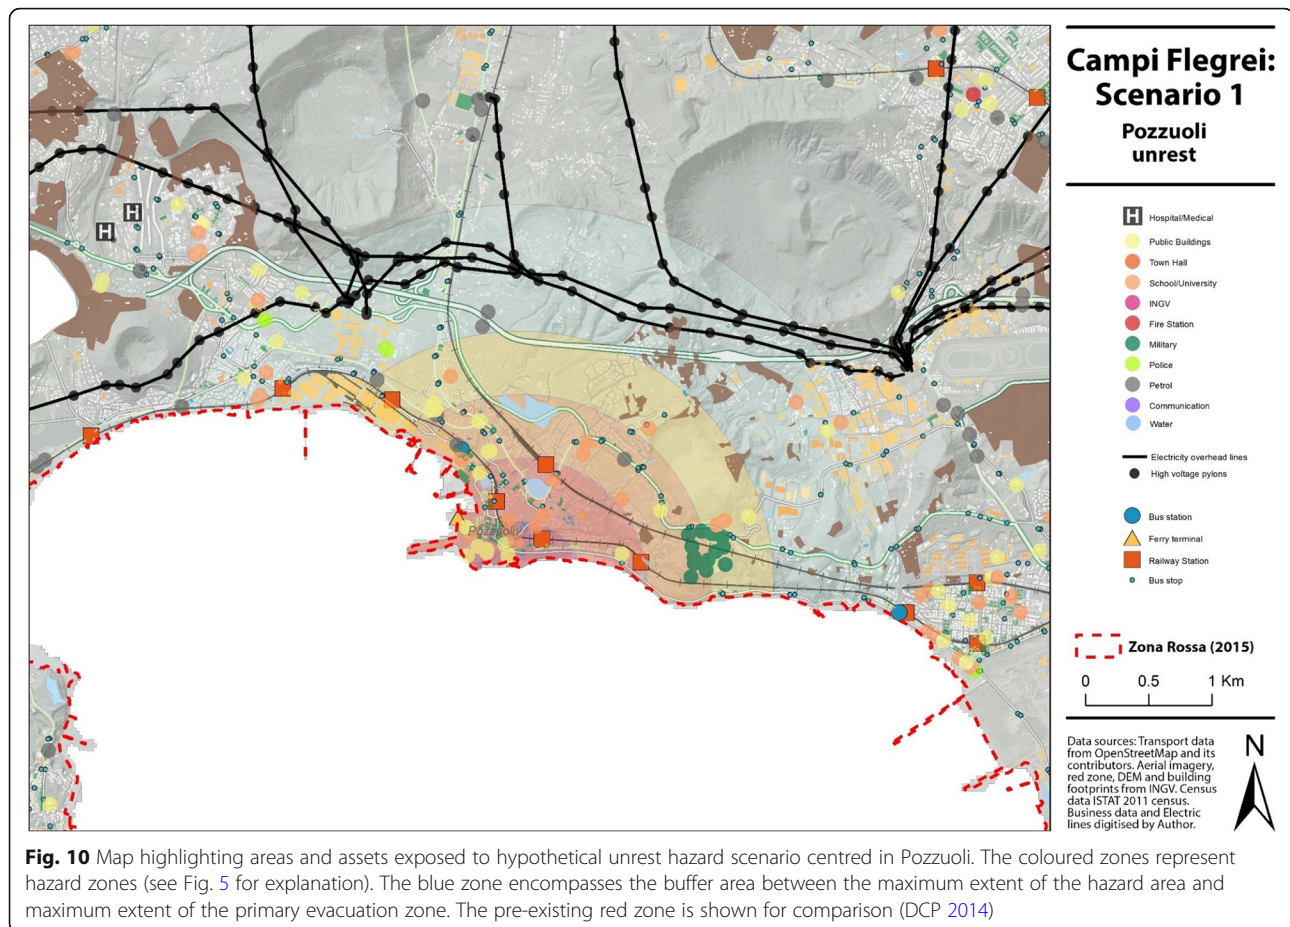 Campi Flegrei:
Scenario 1
Pozzuoli
unrest
H Hospital/Medical
Public Buildings
Town Hall
School/University
INGV
Fire Station
Military
Police
Petrol
Communication
Water
Electricity overhead lines
High voltage pylons
Bus station
Ferry terminal
Railway Station
Bus stop
Zona Rossa (2015)
0 0.5 1 Km
Data sources: Transport data
from OpenStreetMap and its
contributors. Aerial imagery,
red zone, DEM and building
footprints from INGV. Census
data ISTAT 2011 census.
Business data and Electric
lines digitised by Author.
N
H
H
Pozzuoli
Fig. 10 Map highlighting areas and assets exposed to hypothetical unrest hazard scenario centred in Pozzuoli. The coloured zones represent
hazard zones (see Fig. 5 for explanation). The blue zone encompasses the buffer area between the maximum extent of the hazard area and
maximum extent of the primary evacuation zone. The pre-existing red zone is shown for comparison (DCP 2014)